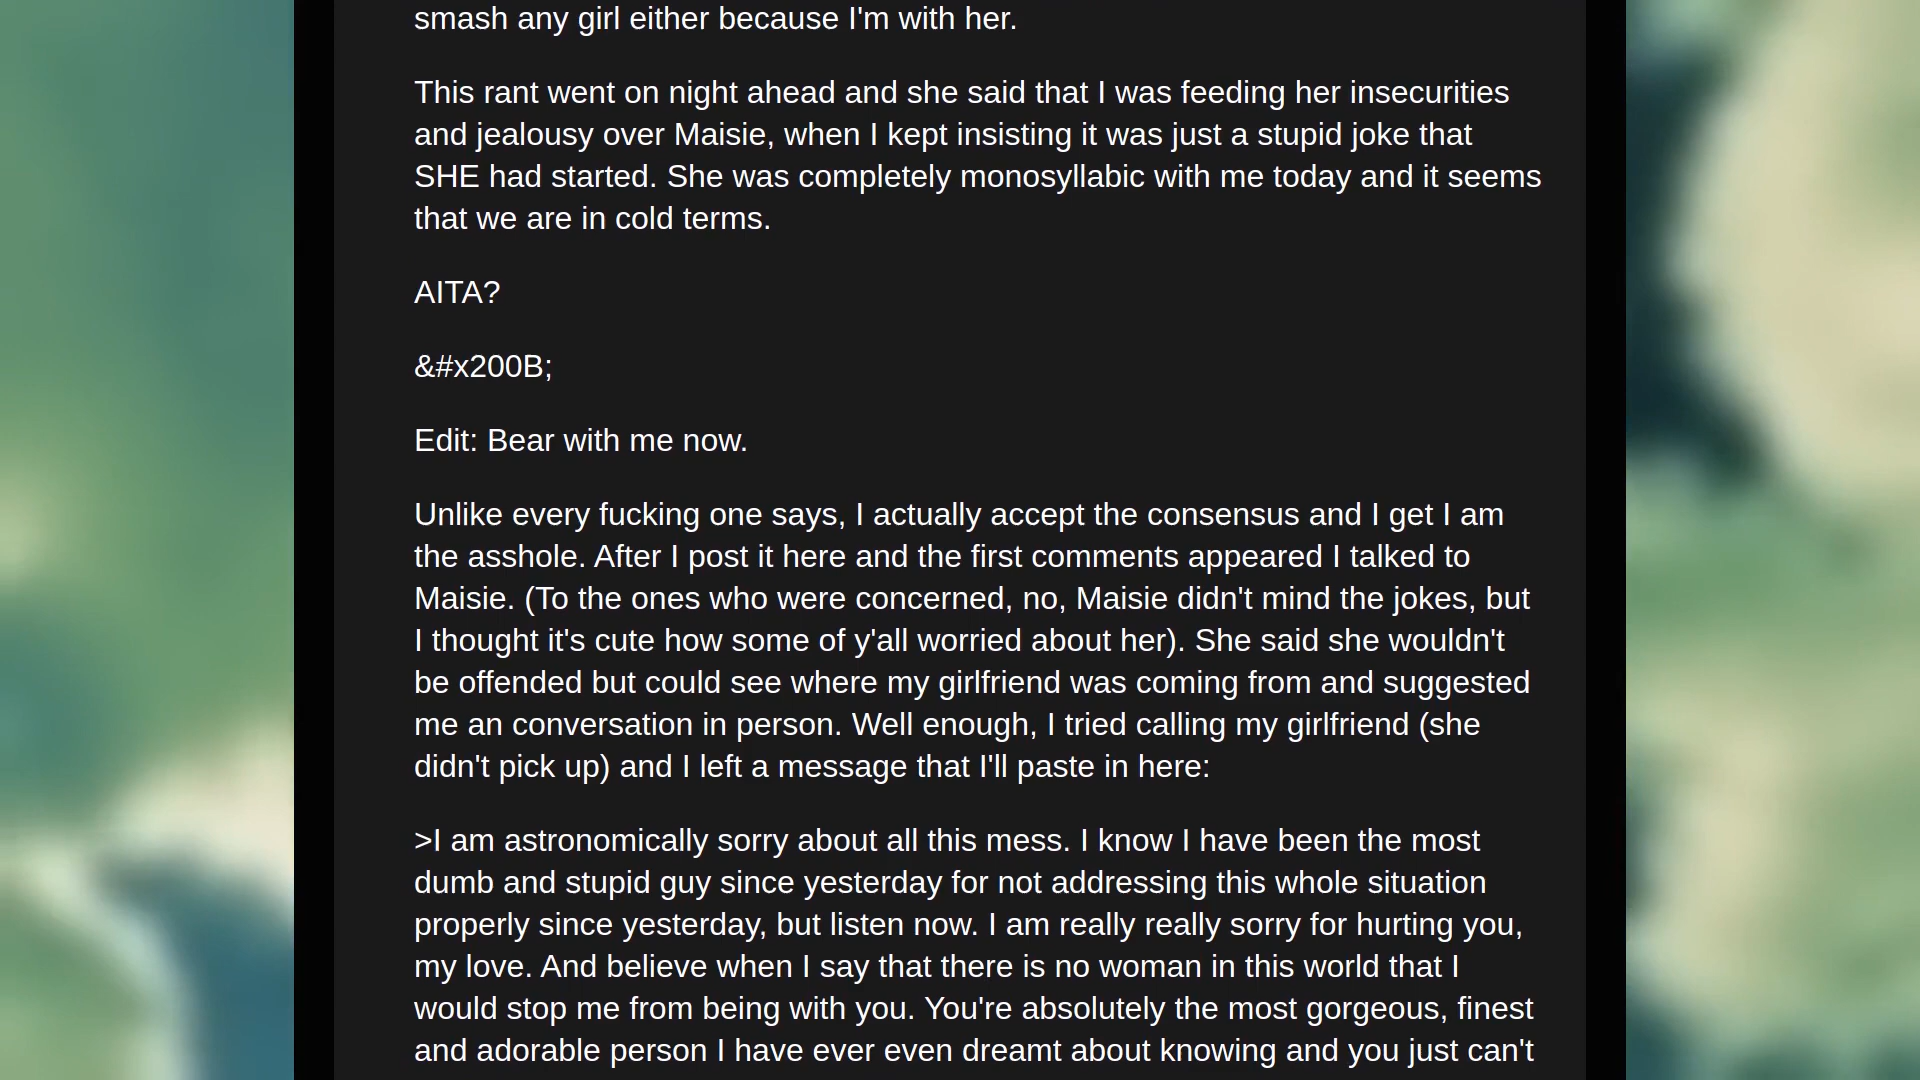 smash any girl either because I'm with her.
This rant went on night ahead and she said that I was feeding her insecurities
and jealousy over Maisie, when I kept insisting it was just a stupid joke that
SHE had started. She was completely monosyllabic with me today and it seems
that we are in cold terms.
AITA?
&#x200B;
Edit: Bear with me now.
Unlike every fucking one says, I actually accept the consensus and I get I am
the asshole. After I post it here and the first comments appeared I talked to
Maisie. (To the ones who were concerned, no, Maisie didn't mind the jokes, but
I thought it's cute how some of y'all worried about her). She said she wouldn't
be offended but could see where my girlfriend was coming from and suggested
me an conversation in person. Well enough, I tried calling my girlfriend (she
didn't pick up) and I left a message that I'll paste in here:
>I am astronomically sorry about all this mess. I know I have been the most
dumb and stupid guy since yesterday for not addressing this whole situation
properly since yesterday, but listen now. I am really really sorry for hurting you,
my love. And believe when I say that there is no woman in this world that I
would stop me from being with you. You're absolutely the most gorgeous, finest
and adorable person I have ever even dreamt about knowing and you just can't